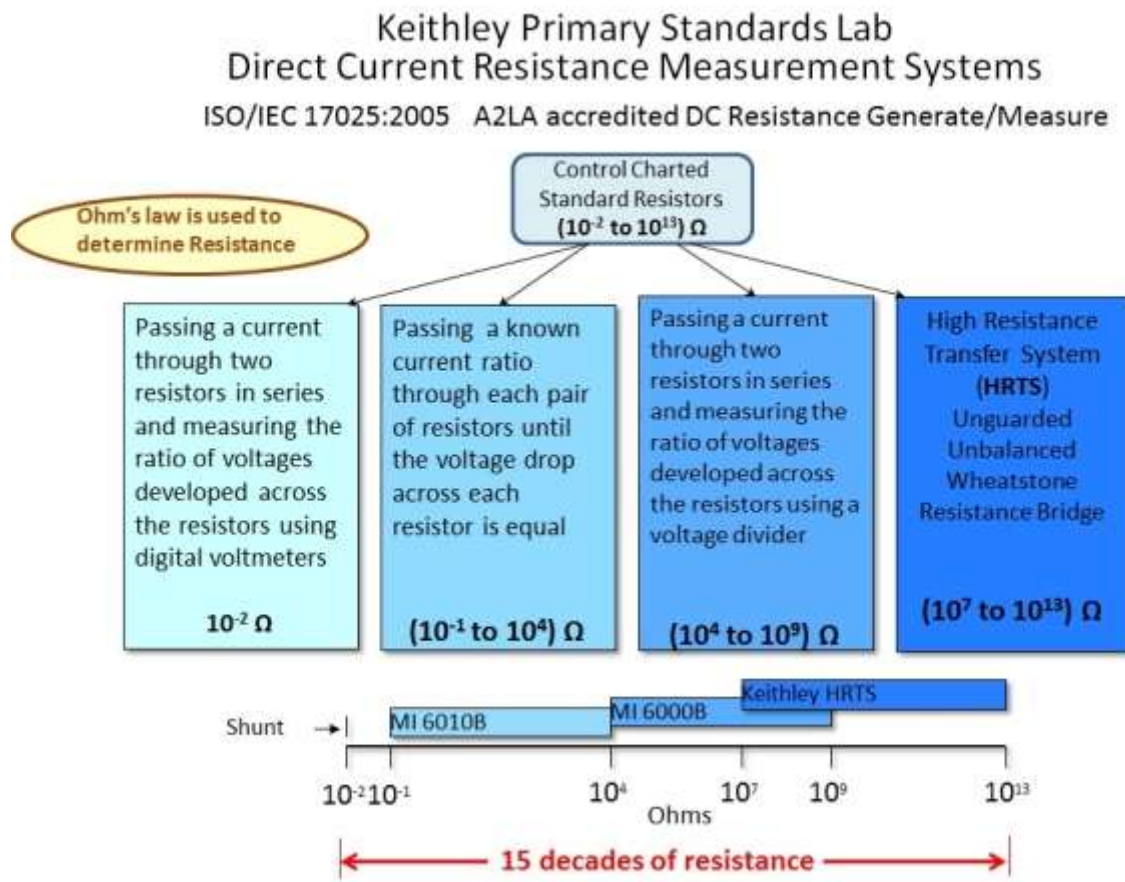 Keithley Primary Standards Lab
Direct Current Resistance Measurement Systems
ISO/IEC 17025:2005 A2LA accredited DC Resistance Generate/Measure
Control Charted
Standard Resistors
(10⁻² to 10¹³) Ω
Ohm's law is used to
determine Resistance
Passing a current
through two
resistors in series
and measuring the
ratio of voltages
developed across
the resistors using
digital voltmeters
10⁻² Ω
Passing a known
current ratio
through each pair
of resistors until
the voltage drop
across each
resistor is equal
(10⁻¹ to 10⁴) Ω
Passing a current
through two
resistors in series
and measuring the
ratio of voltages
developed across
the resistors using a
voltage divider
(10⁴ to 10⁹) Ω
High Resistance
Transfer System
(HRTS)
Unguarded
Unbalanced
Wheatstone
Resistance Bridge
(10⁷ to 10¹³) Ω
Shunt
MI 6010B
MI 6000B
Keithley HRTS
10⁻² 10⁻¹ 10⁴ 10⁷ 10⁹ 10¹³
Ohms
15 decades of resistance